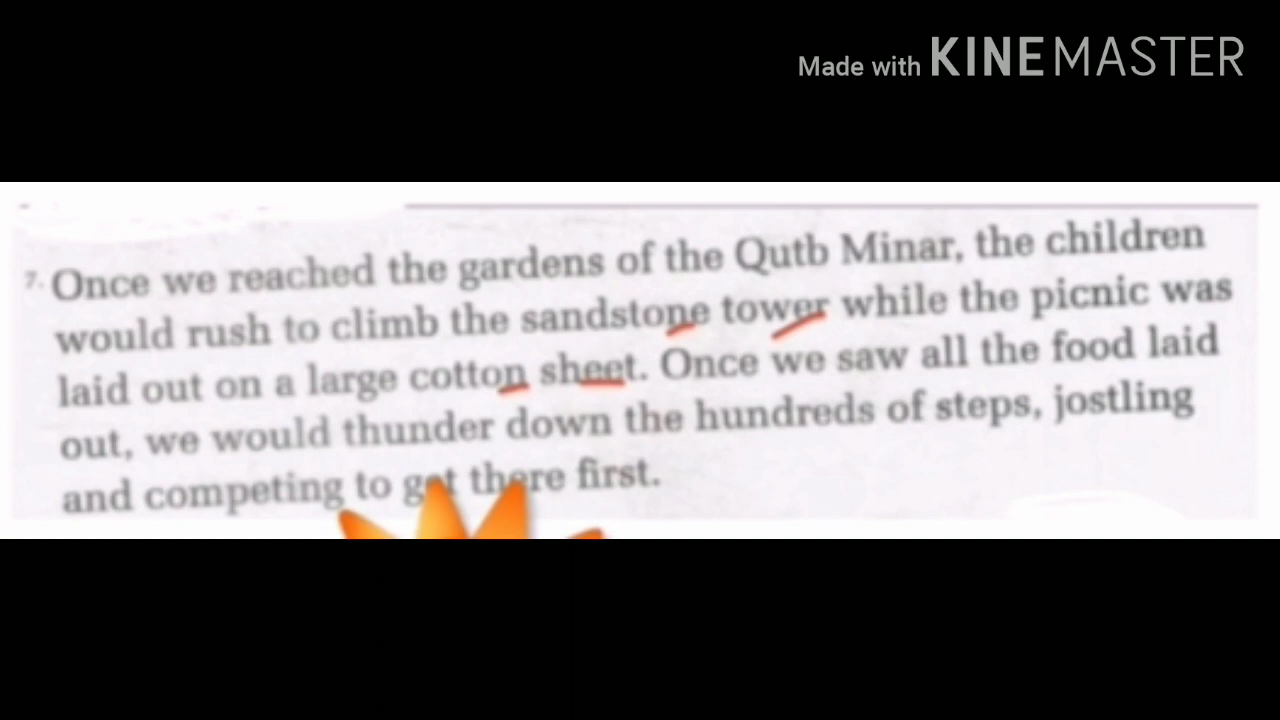 Made with KINEMASTER
7. Once we reached the gardens of the Qutb Minar, the children
would rush to climb the sandstone tower while the picnic was
laid out on a large cotton sheet. Once we saw all the food laid
out, we would thunder down the hundreds of steps, jostling
and competing to get there first.